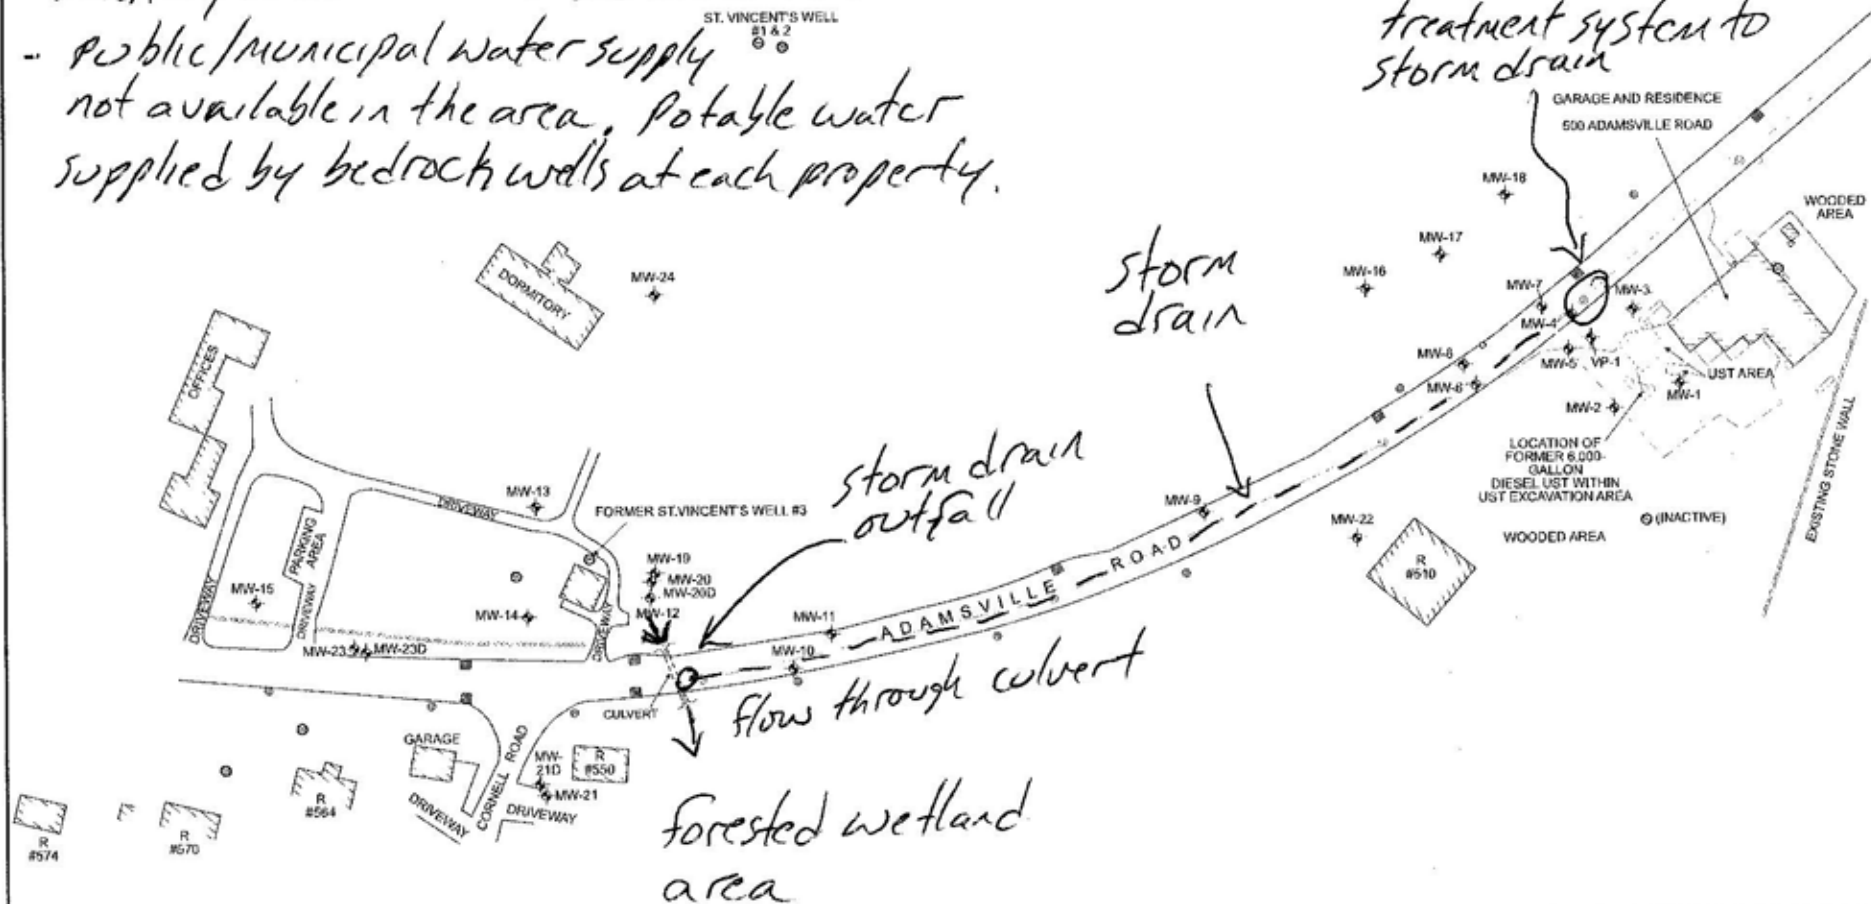 - Public/Municipal water supply
not available in the area. Potable water
supplied by bedrock wells at each property.
ST. VINCENT'S WELL
#1 & 2
treatment system to
storm drain
GARAGE AND RESIDENCE
500 ADAMSVILLE ROAD
WOODED
AREA
MW-18
MW-17
MW-16
MW-7
MW-3
MW-4
MW-5
VP-1
MW-8
MW-6
UST AREA
MW-1
MW-2
LOCATION OF
FORMER 6,000-
GALLON
DIESEL UST WITHIN
UST EXCAVATION AREA
EXISTING STONE WALL
(INACTIVE)
WOODED AREA
storm
drain
DORMITORY
MW-24
OFFICES
storm drain
outfall
MW-9
MW-22
R
#510
MW-13
DRIVEWAY
FORMER ST.VINCENT'S WELL #3
PARKING
AREA
DRIVEWAY
DRIVEWAY
MW-15
MW-14
MW-19
MW-20
MW-20D
MW-12
DRIVEWAY
MW-11
ADAMSVILLE ROAD
MW-23
MW-23D
MW-10
CULVERT
flow through culvert
GARAGE
CORNELL ROAD
MW-
21D
MW-21
R
#550
DRIVEWAY
DRIVEWAY
R
#564
R
#570
R
#574
forested wetland
area